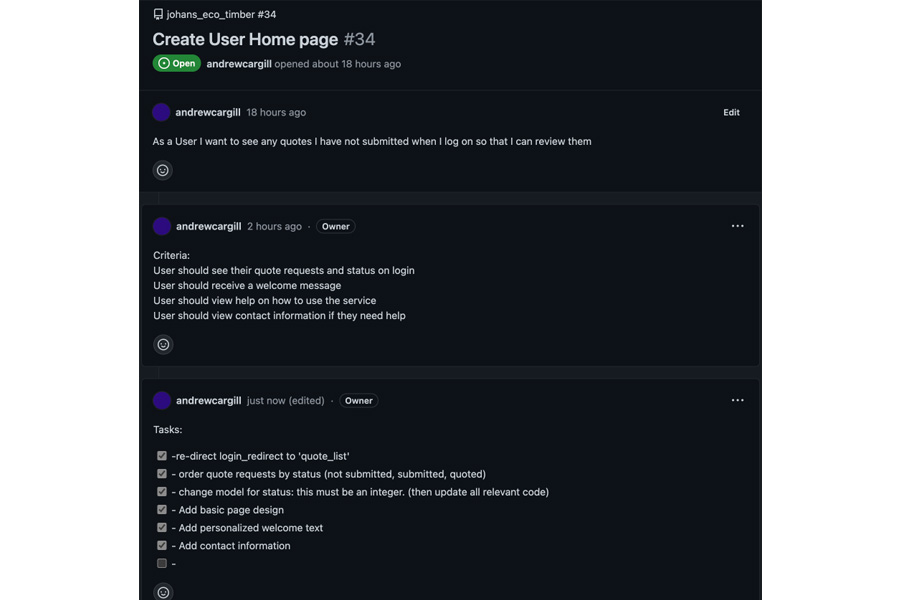 johans_eco_timber #34
Create User Home page #34
Open andrewcargill opened about 18 hours ago
andrewcargill 18 hours ago Edit
As a User I want to see any quotes I have not submitted when I log on so that I can review them
andrewcargill 2 hours ago · Owner
Criteria:
User should see their quote requests and status on login
User should receive a welcome message
User should view help on how to use the service
User should view contact information if they need help
andrewcargill just now (edited) · Owner
Tasks:
-re-direct login_redirect to 'quote_list'
- order quote requests by status (not submitted, submitted, quoted)
- change model for status: this must be an integer. (then update all relevant code)
- Add basic page design
- Add personalized welcome text
- Add contact information
-